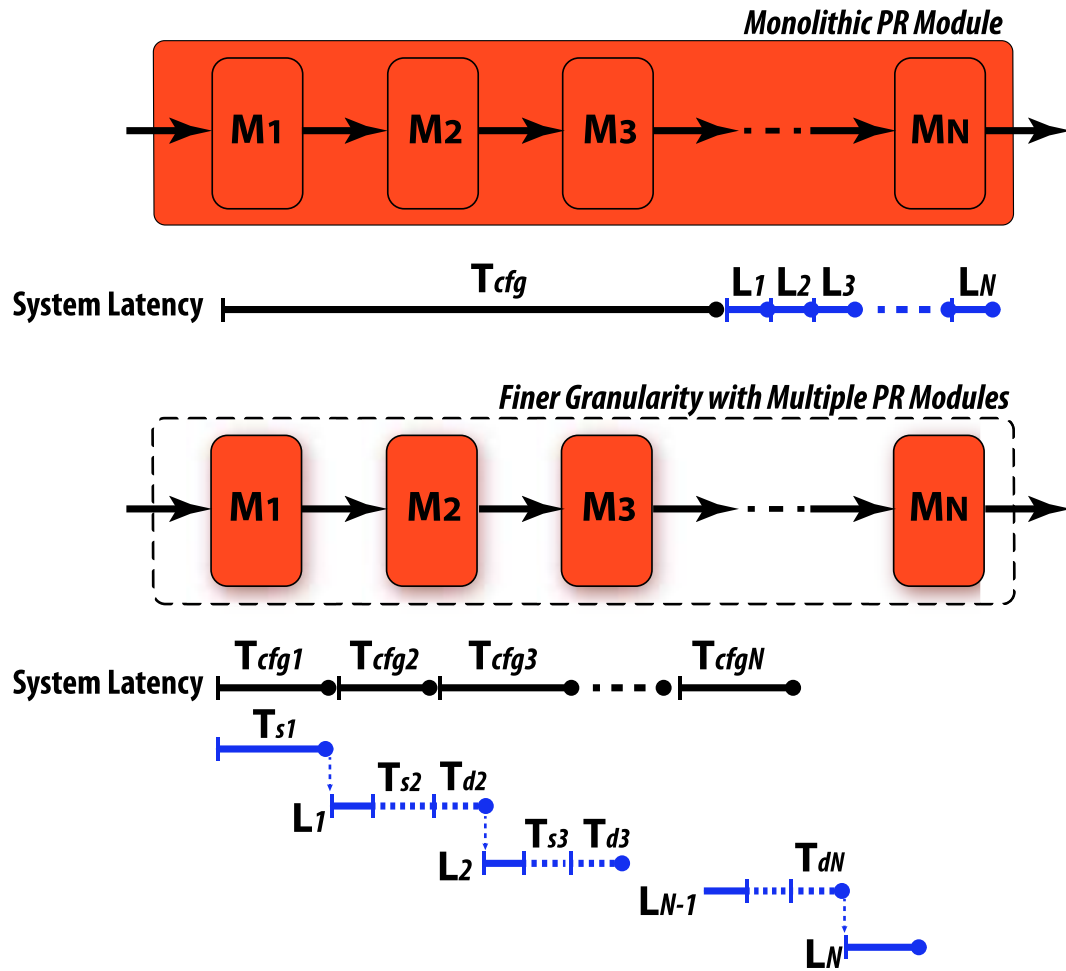 Monolithic PR Module
M1 M2 M3 MN
Tcfg
System Latency L1 L2 L3 LN
Finer Granularity with Multiple PR Modules
M1 M2 M3 MN
Tcfg1 Tcfg2 Tcfg3 TcfgN
System Latency
Ts1
L1 Ts2 Td2
L2 Ts3 Td3
LN-1 TdN
LN